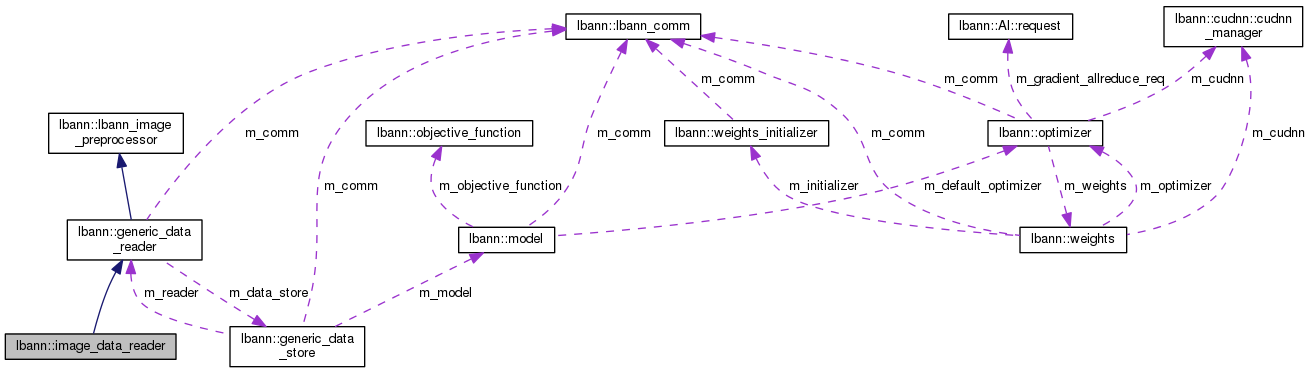 lbann::lbann_comm
lbann::Al::request
lbann::cudnn::cudnn
_manager
m_comm
m_gradient_allreduce_req
m_cudnn
m_comm
lbann::lbann_image
_preprocessor
lbann::objective_function
lbann::weights_initializer
lbann::optimizer
m_comm
m_comm
m_comm
m_cudnn
m_comm
m_objective_function
m_initializer
m_default_optimizer
m_weights
m_optimizer
lbann::generic_data
_reader
lbann::model
lbann::weights
m_reader
m_data_store
m_model
lbann::image_data_reader
lbann::generic_data
_store